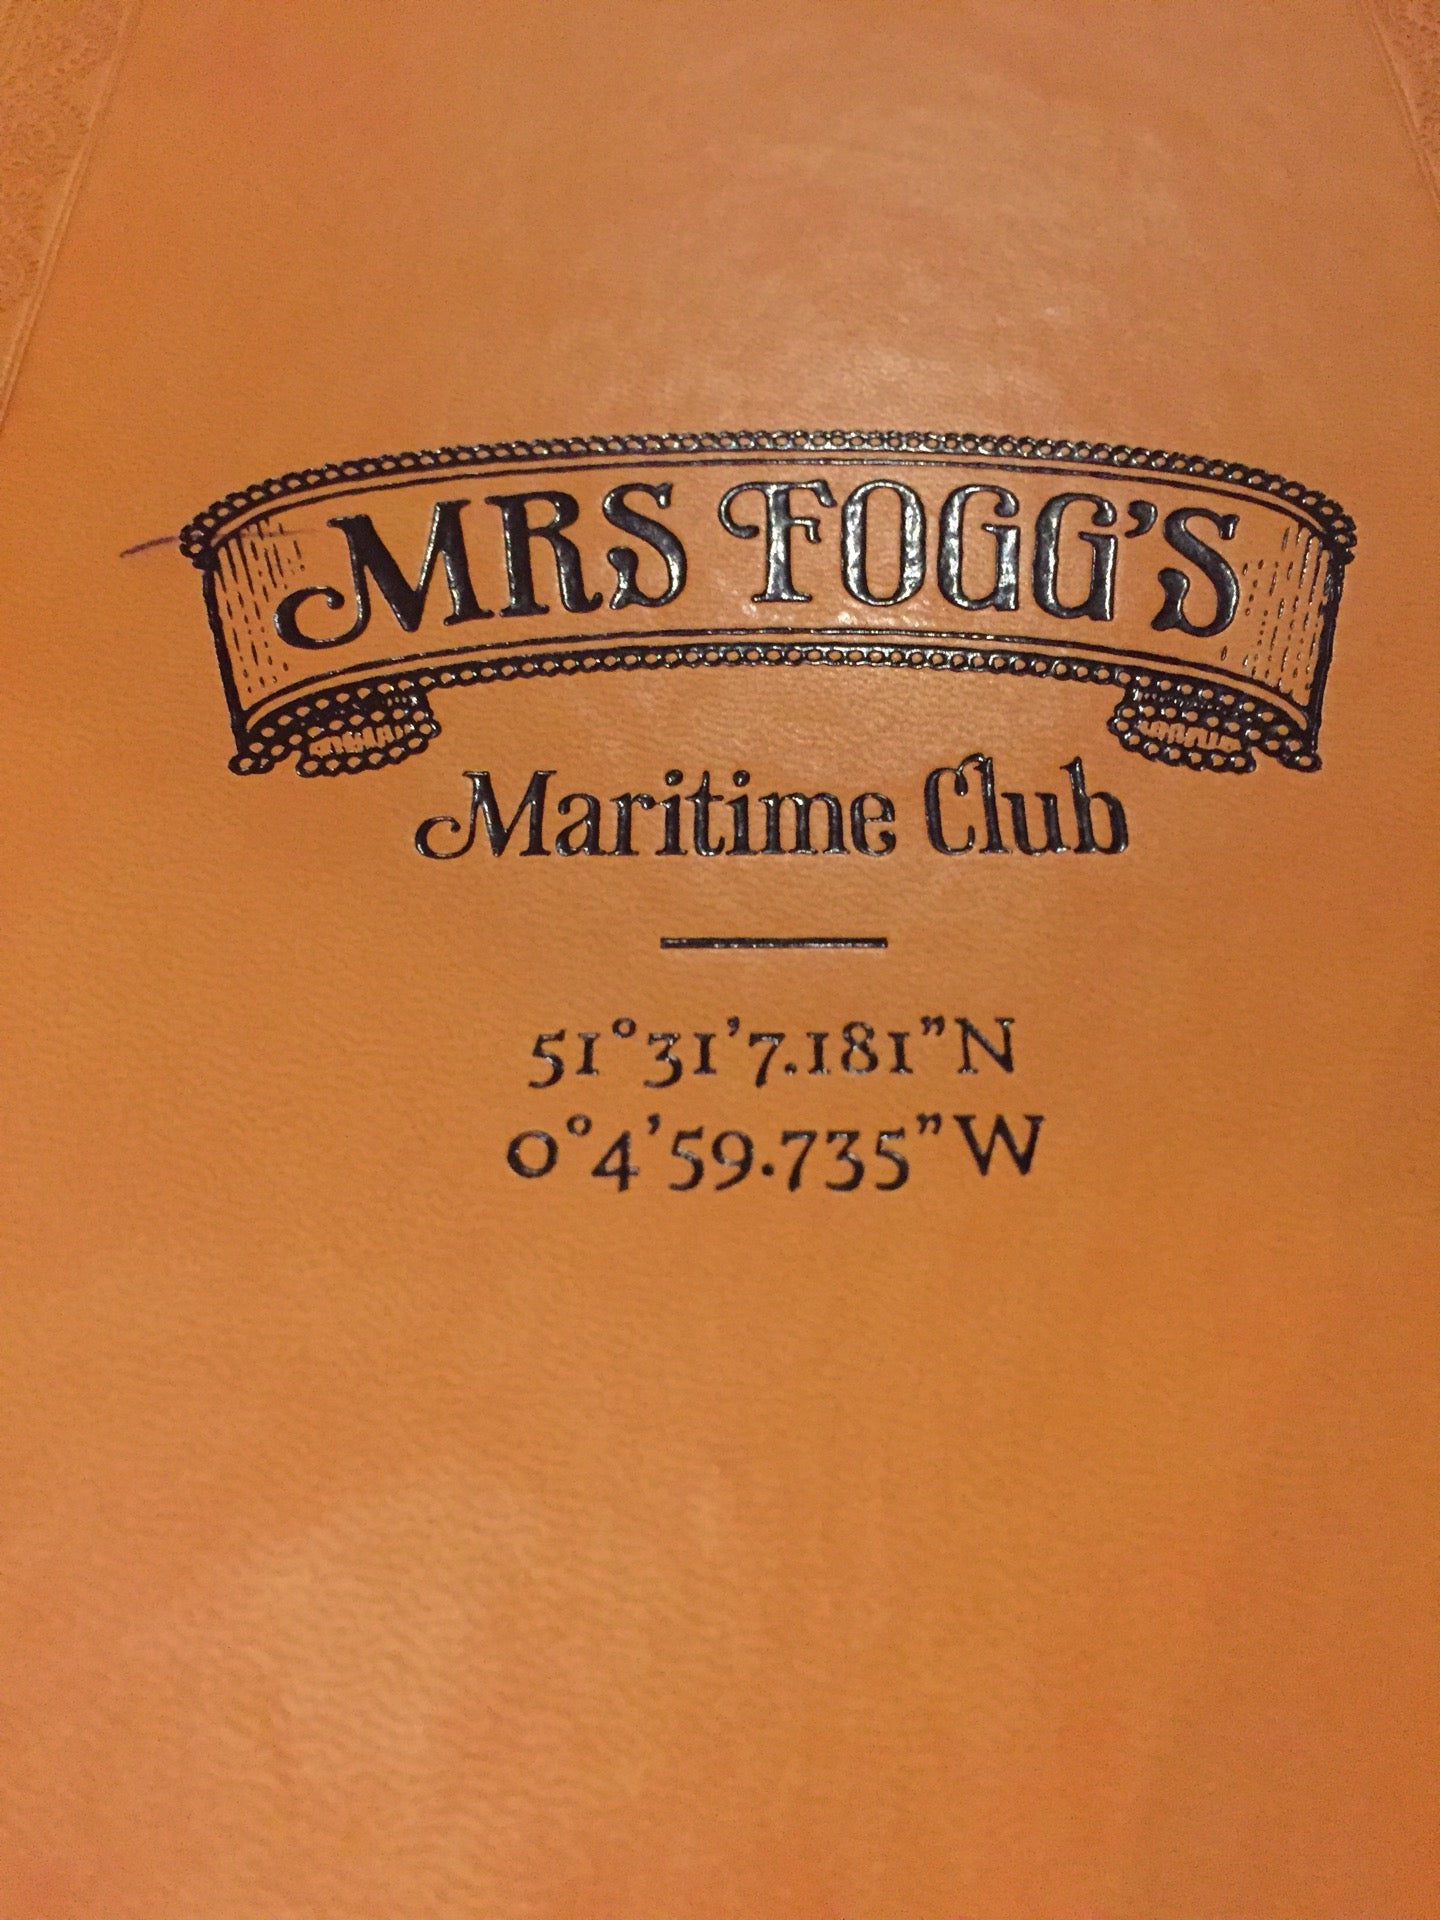 MRS FOGG’S
Maritime Club
51°31’7.181”N
0°4’59.735”W